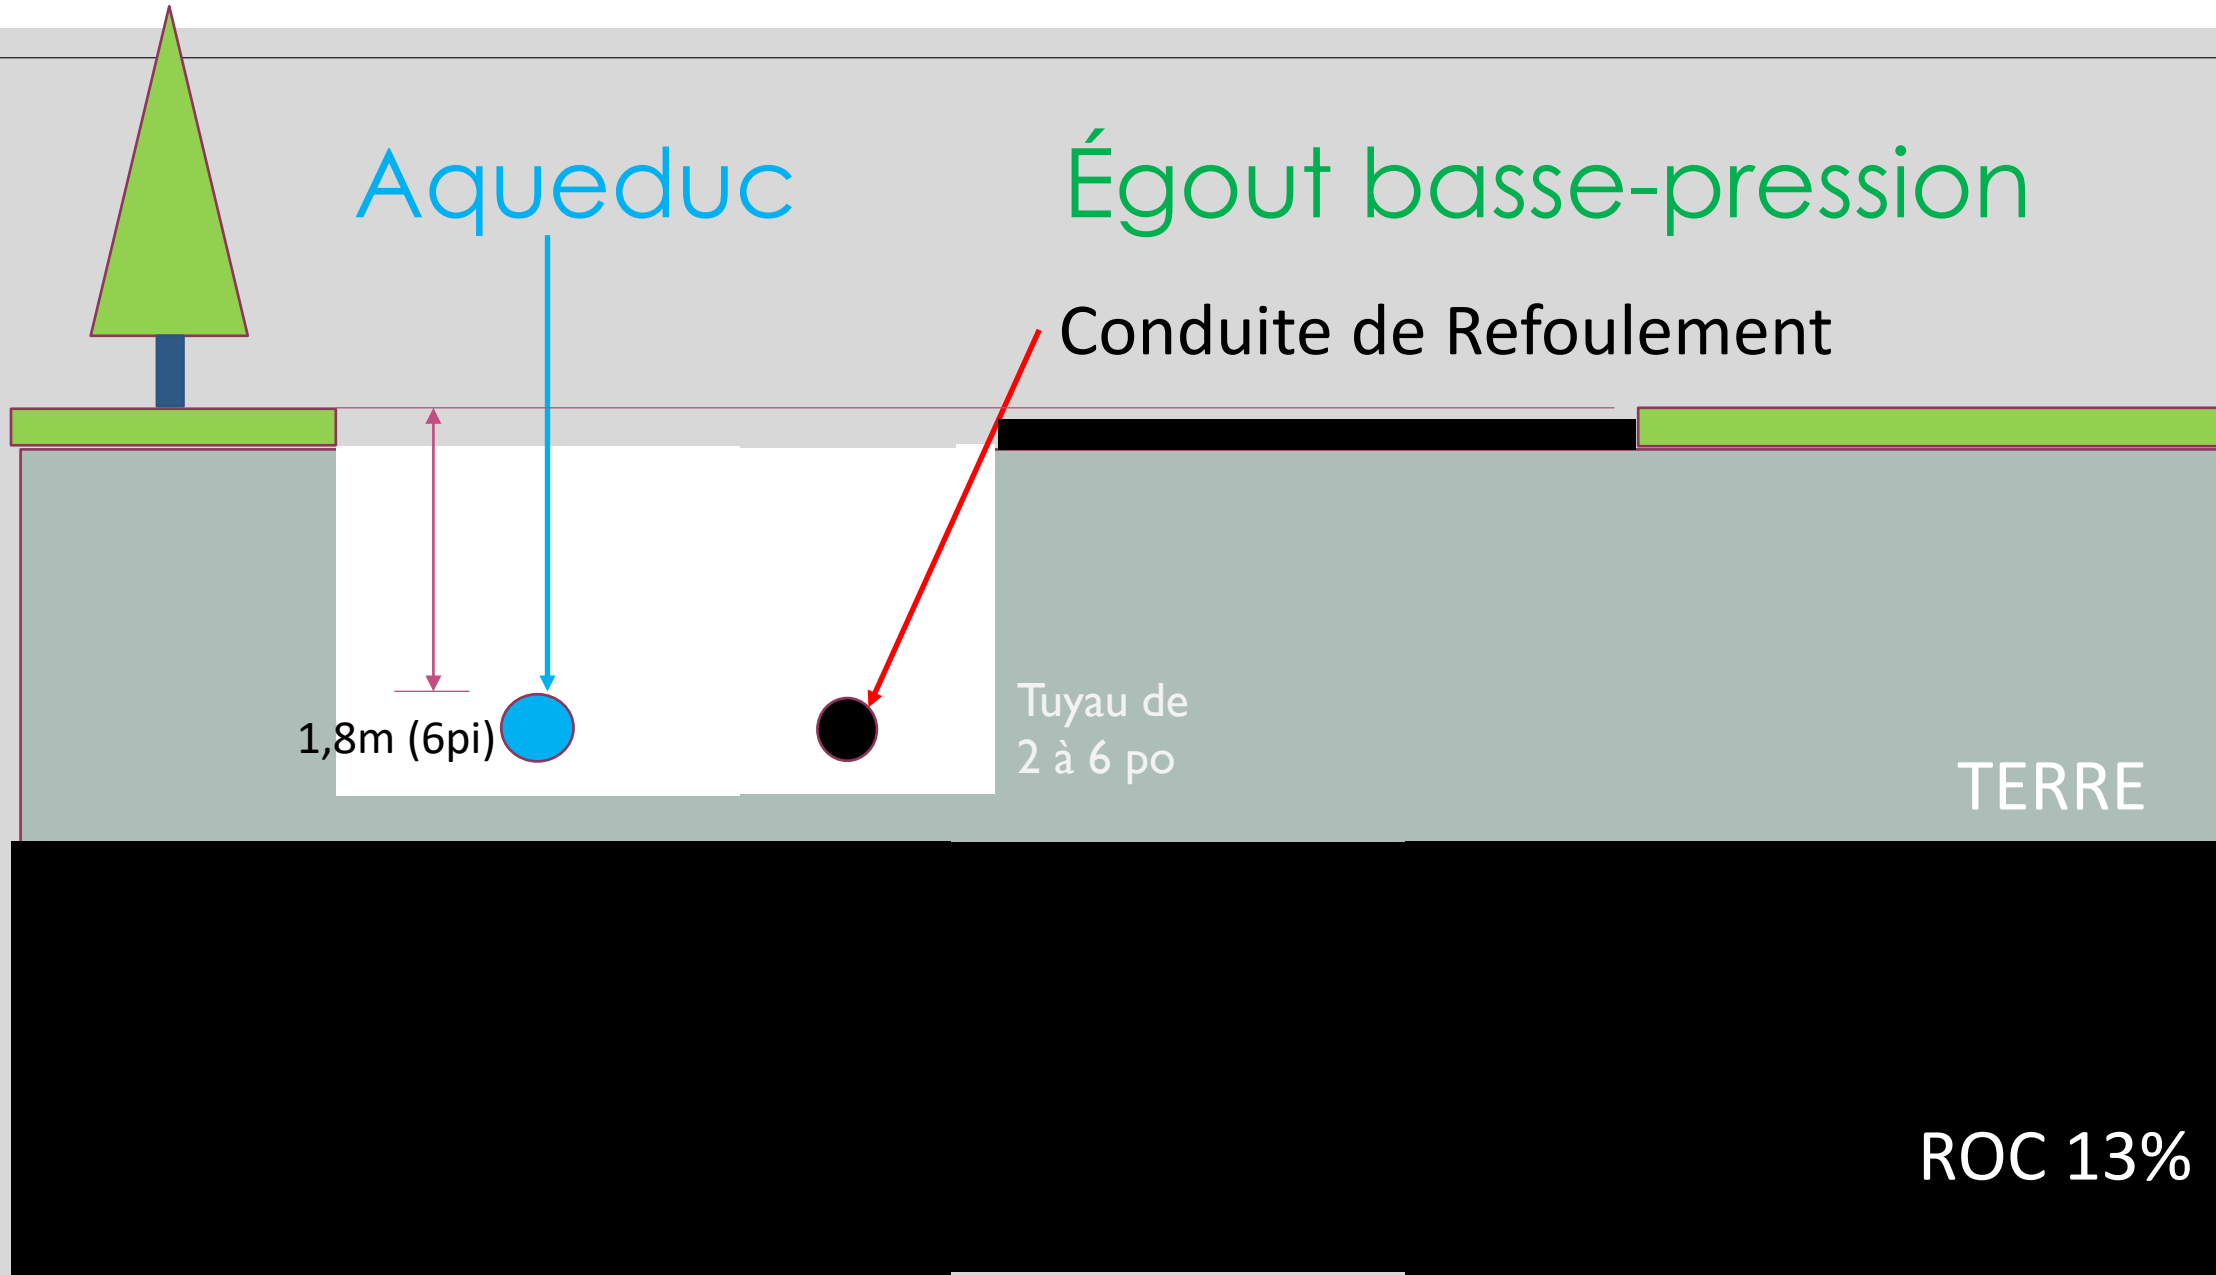 Aqueduc
Égout basse-pression
Conduite de Refoulement
Tuyau de
2 à 6 po
1,8m (6pi)
TERRE
ROC 13%